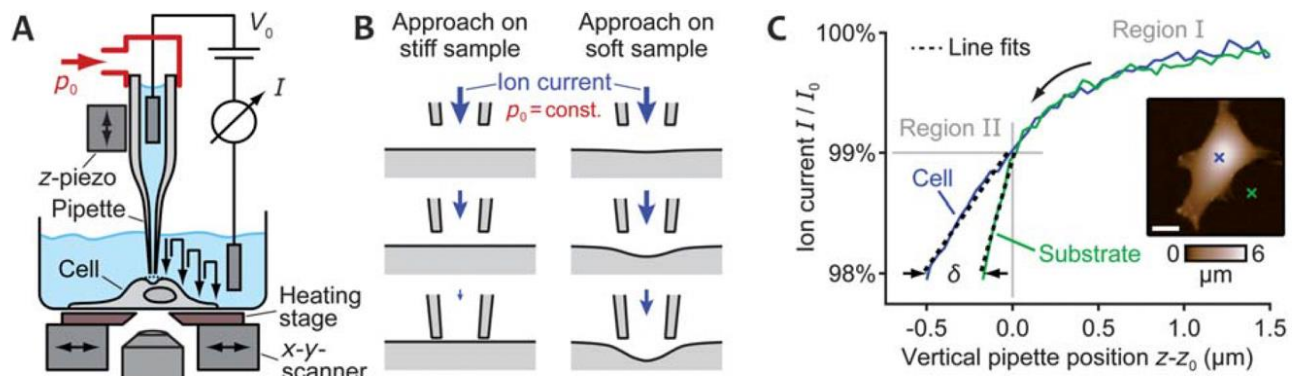 A
V₀
p₀
I
z-piezo
Pipette
Cell
Heating
stage
x-y-
scanner
B
Approach on
stiff sample
Approach on
soft sample
Ion current
p₀ = const.
C
Ion current I / I₀
100%
99%
98%
Line fits
Region I
Region II
Cell
Substrate
δ
0
6
µm
-0.5
0.0
0.5
1.0
1.5
Vertical pipette position z-z₀ (µm)